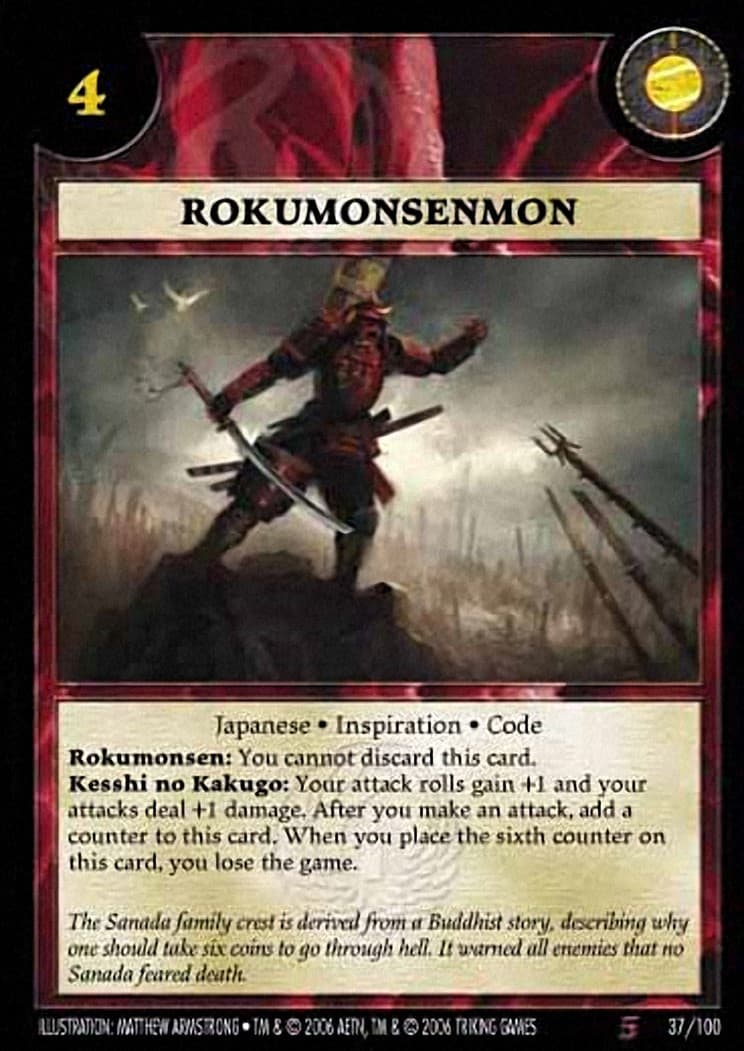 4
ROKUMONSENMON
Japanese • Inspiration • Code
Rokumonsen: You cannot discard this card.
Kesshi no Kakugo: Your attack rolls gain +1 and your
attacks deal +1 damage. After you make an attack, add a
counter to this card. When you place the sixth counter on
this card, you lose the game.
The Sanada family crest is derived from a Buddhist story, describing why
one should take six coins to go through hell. It warned all enemies that no
Sanada feared death.
ILLUSTRATION: MATTHEW ARMSTRONG • TM & © 2006 AETN, TM & © 2006 TRIKING GAMES 5 37/100